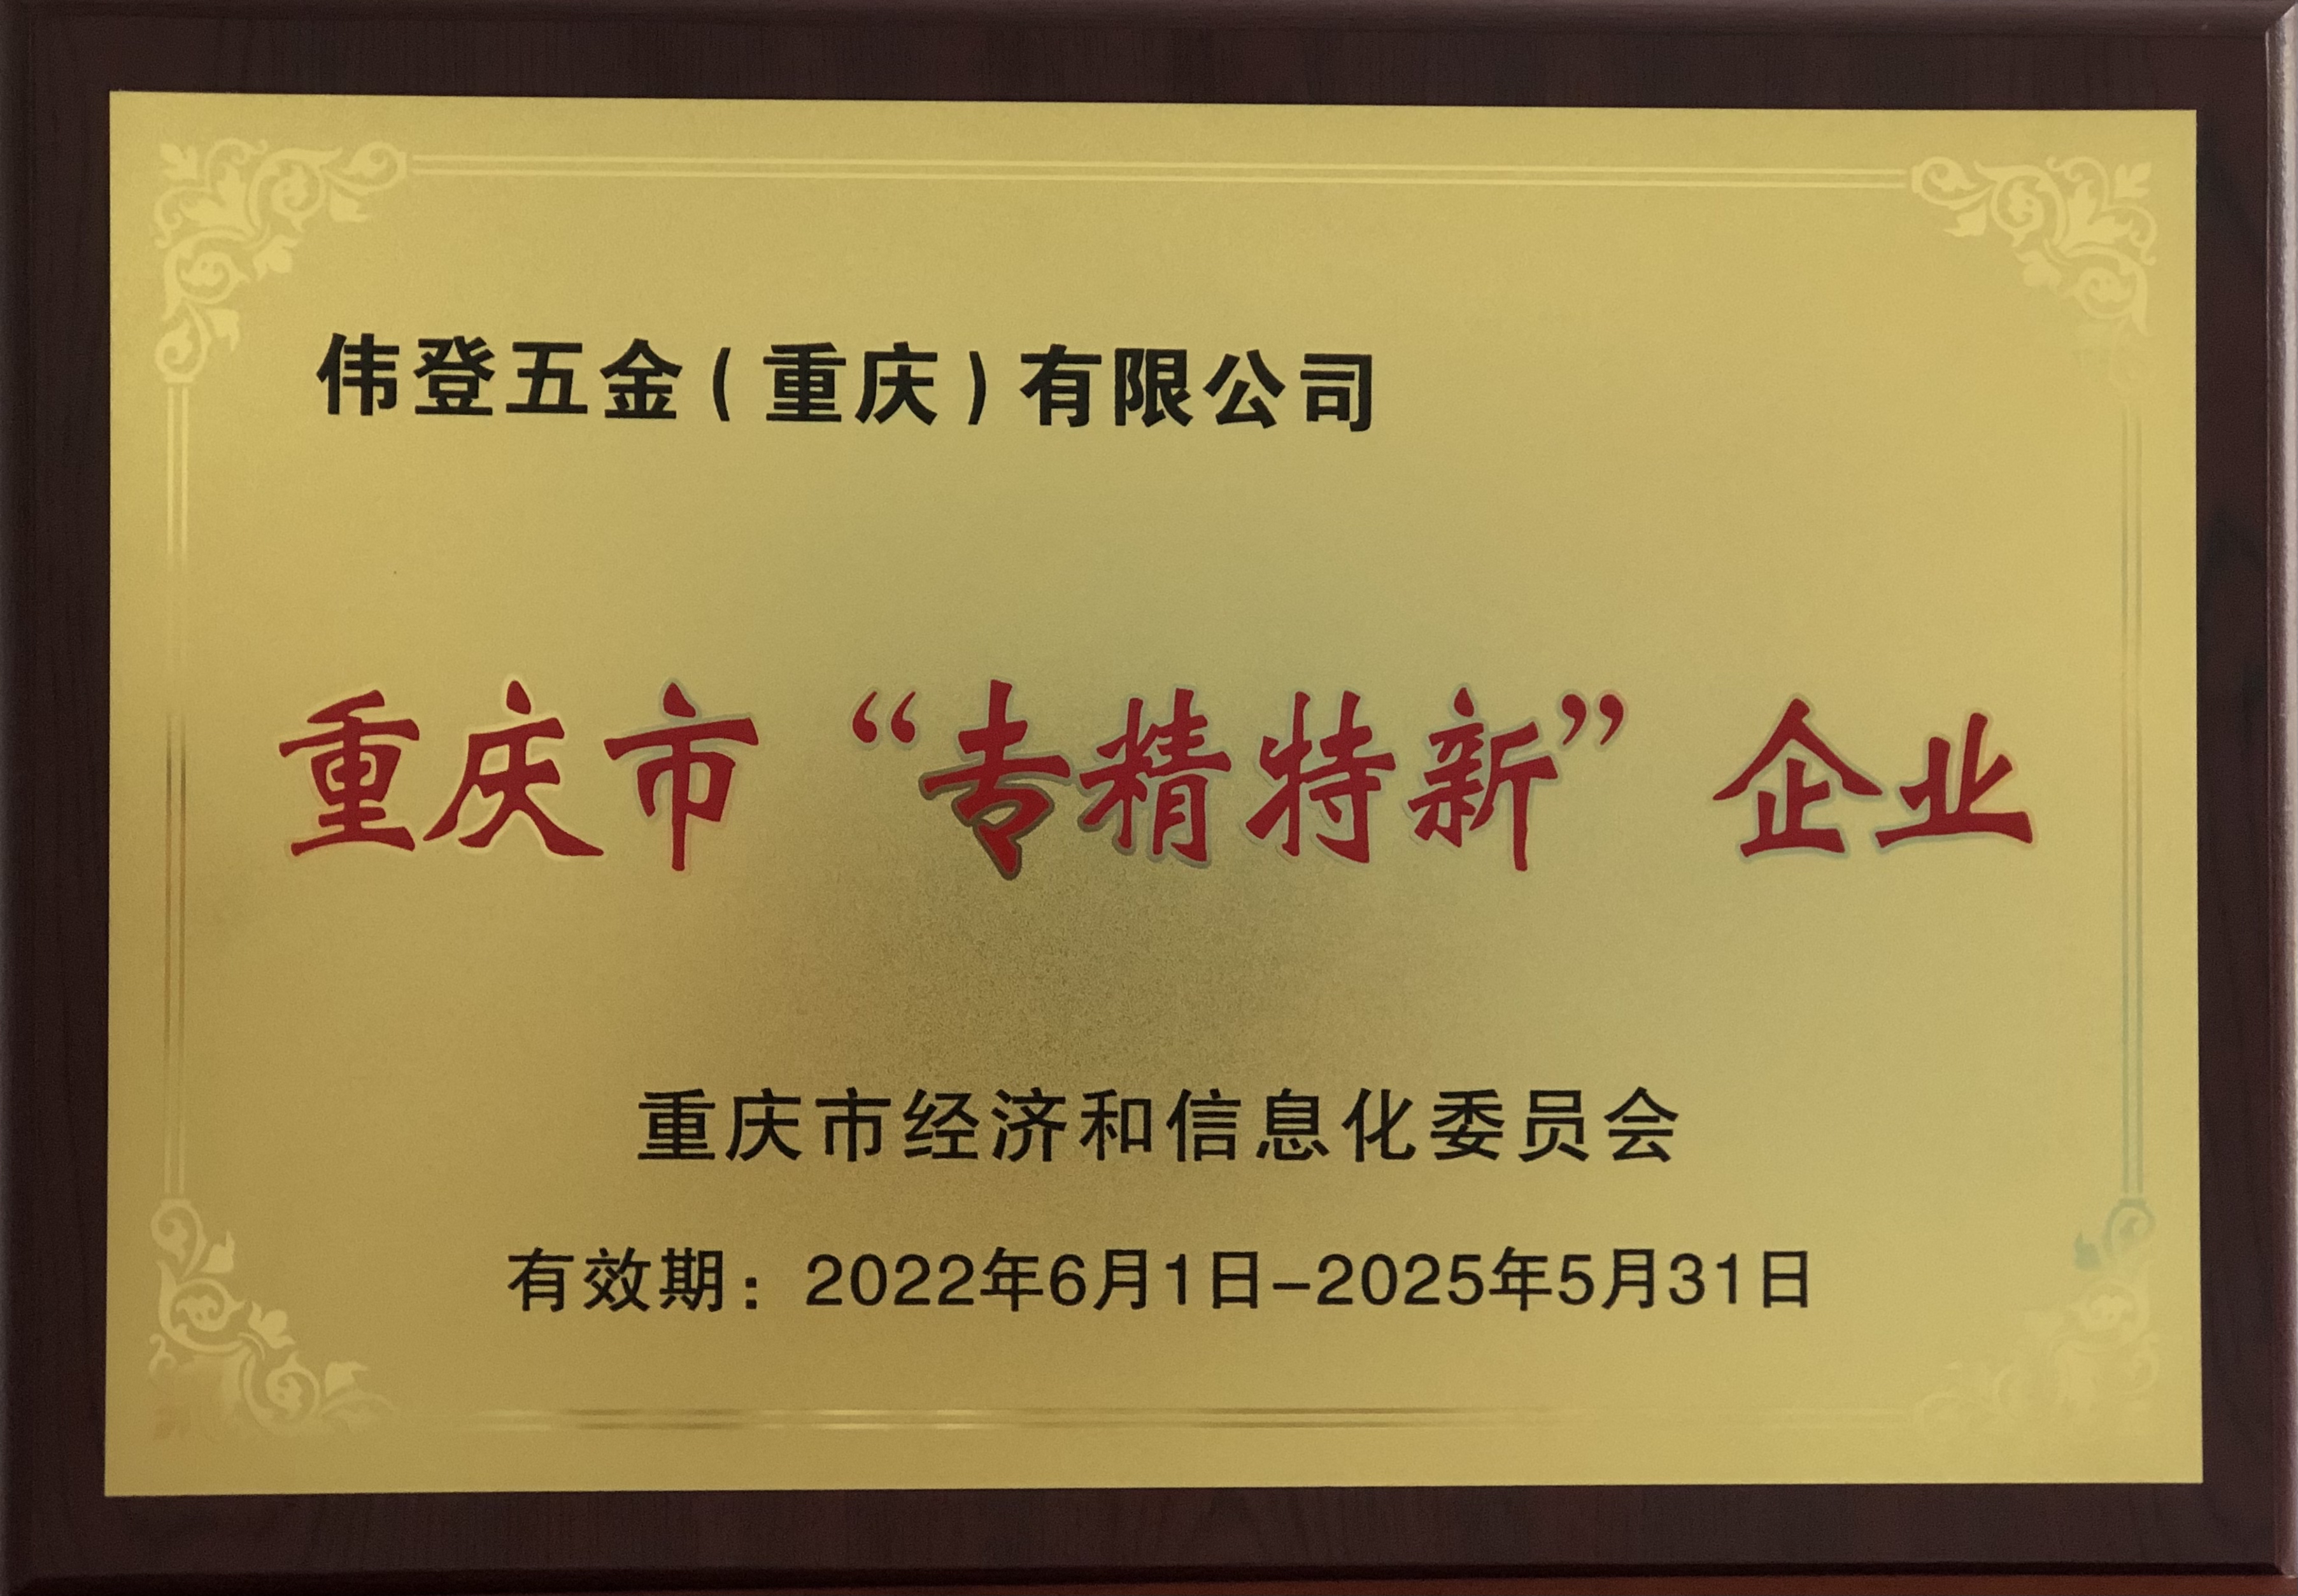 伟登五金(重庆)有限公司
重庆市“专精特新”企业
重庆市经济和信息化委员会
有效期：2022年6月1日-2025年5月31日